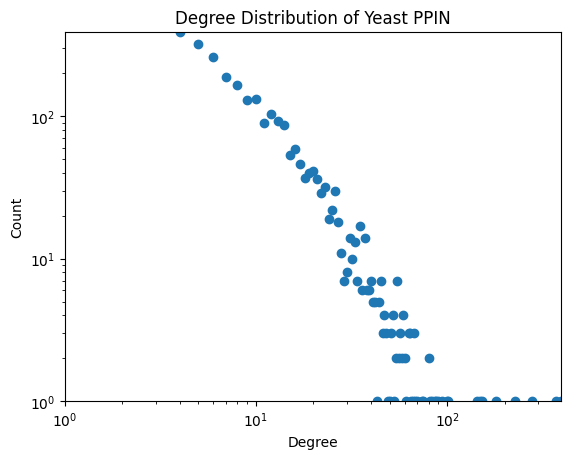 Degree Distribution of Yeast PPIN
Count
10²
10¹
10⁰
10⁰
10¹
10²
Degree